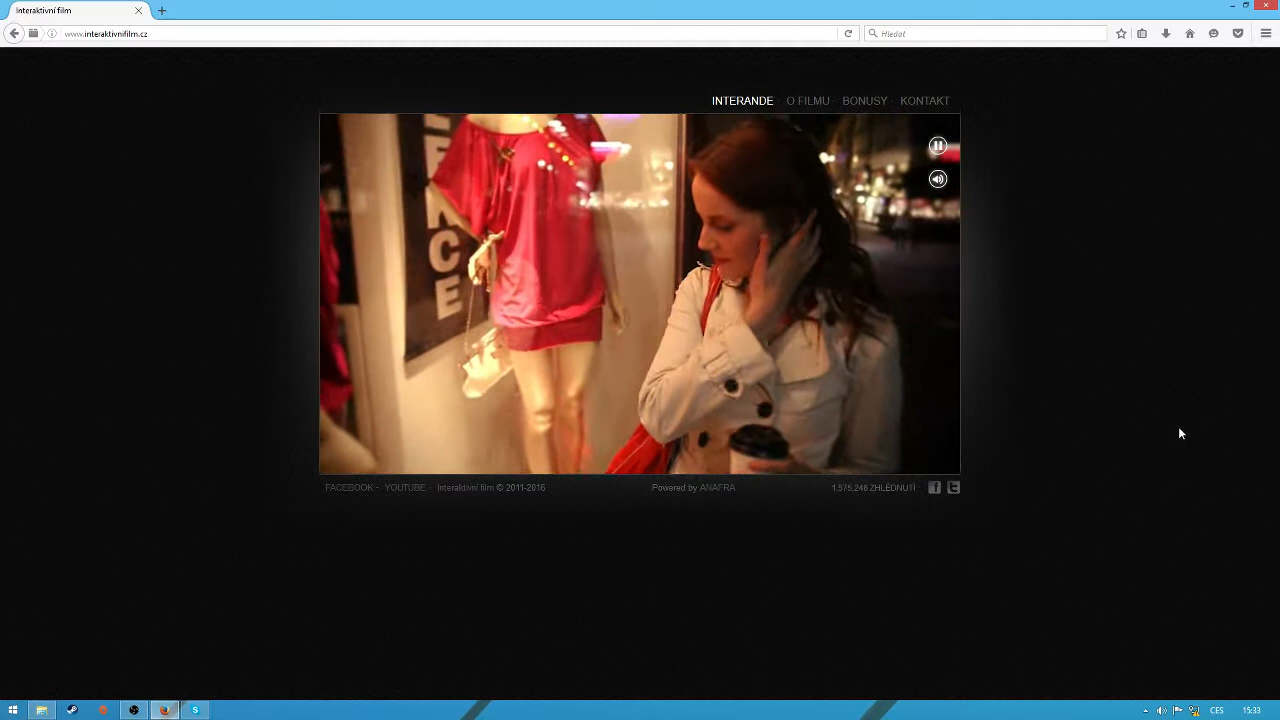 Interaktivní film
www.interaktivnifilm.cz
Hledat
INTERANDE · O FILMU · BONUSY · KONTAKT
ENCE
FACEBOOK · YOUTUBE · Interaktivní film © 2011-2016
Powered by ANAFRA
1,575,248 ZHLÉDNUTÍ
CES
15:33